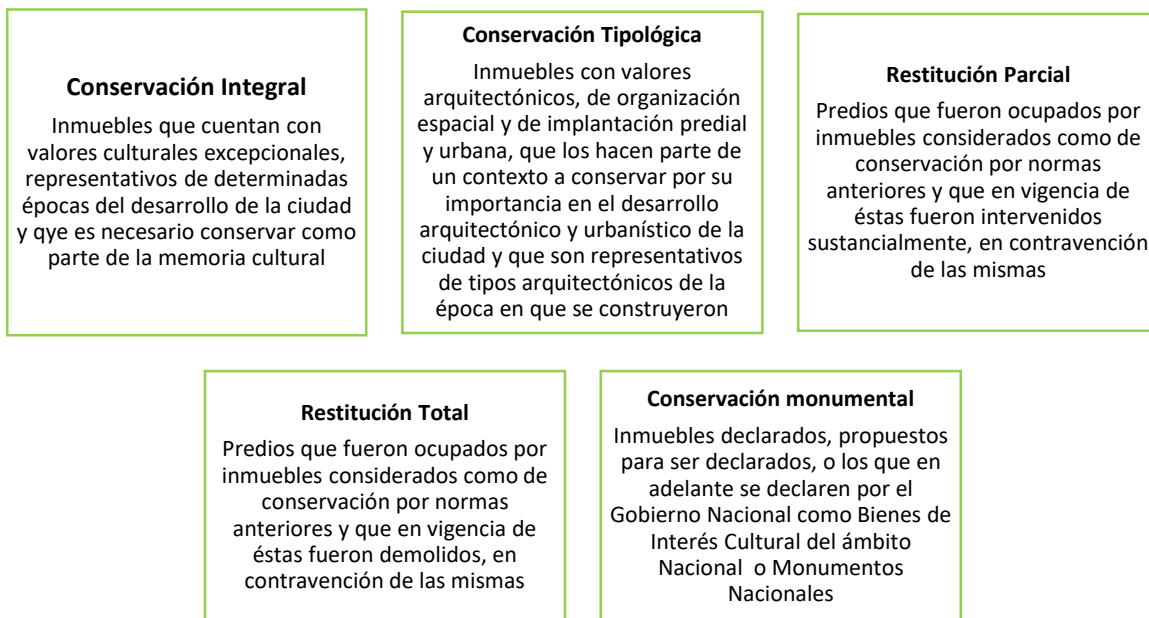 Conservación Integral
Inmuebles que cuentan con
valores culturales excepcionales,
representativos de determinadas
épocas del desarrollo de la ciudad
y qye es necesario conservar como
parte de la memoria cultural
Conservación Tipológica
Inmuebles con valores
arquitectónicos, de organización
espacial y de implantación predial
y urbana, que los hacen parte de
un contexto a conservar por su
importancia en el desarrollo
arquitectónico y urbanístico de la
ciudad y que son representativos
de tipos arquitectónicos de la
época en que se construyeron
Restitución Parcial
Predios que fueron ocupados por
inmuebles considerados como de
conservación por normas
anteriores y que en vigencia de
éstas fueron intervenidos
sustancialmente, en contravención
de las mismas
Restitución Total
Predios que fueron ocupados por
inmuebles considerados como de
conservación por normas
anteriores y que en vigencia de
éstas fueron demolidos, en
contravención de las mismas
Conservación monumental
Inmuebles declarados, propuestos
para ser declarados, o los que en
adelante se declaren por el
Gobierno Nacional como Bienes de
Interés Cultural del ámbito
Nacional o Monumentos
Nacionales